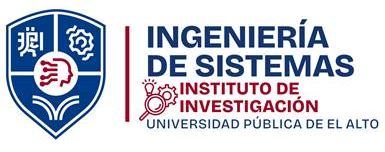 INGENIERÍA
DE SISTEMAS
INSTITUTO DE
INVESTIGACIÓN
UNIVERSIDAD PÚBLICA DE EL ALTO